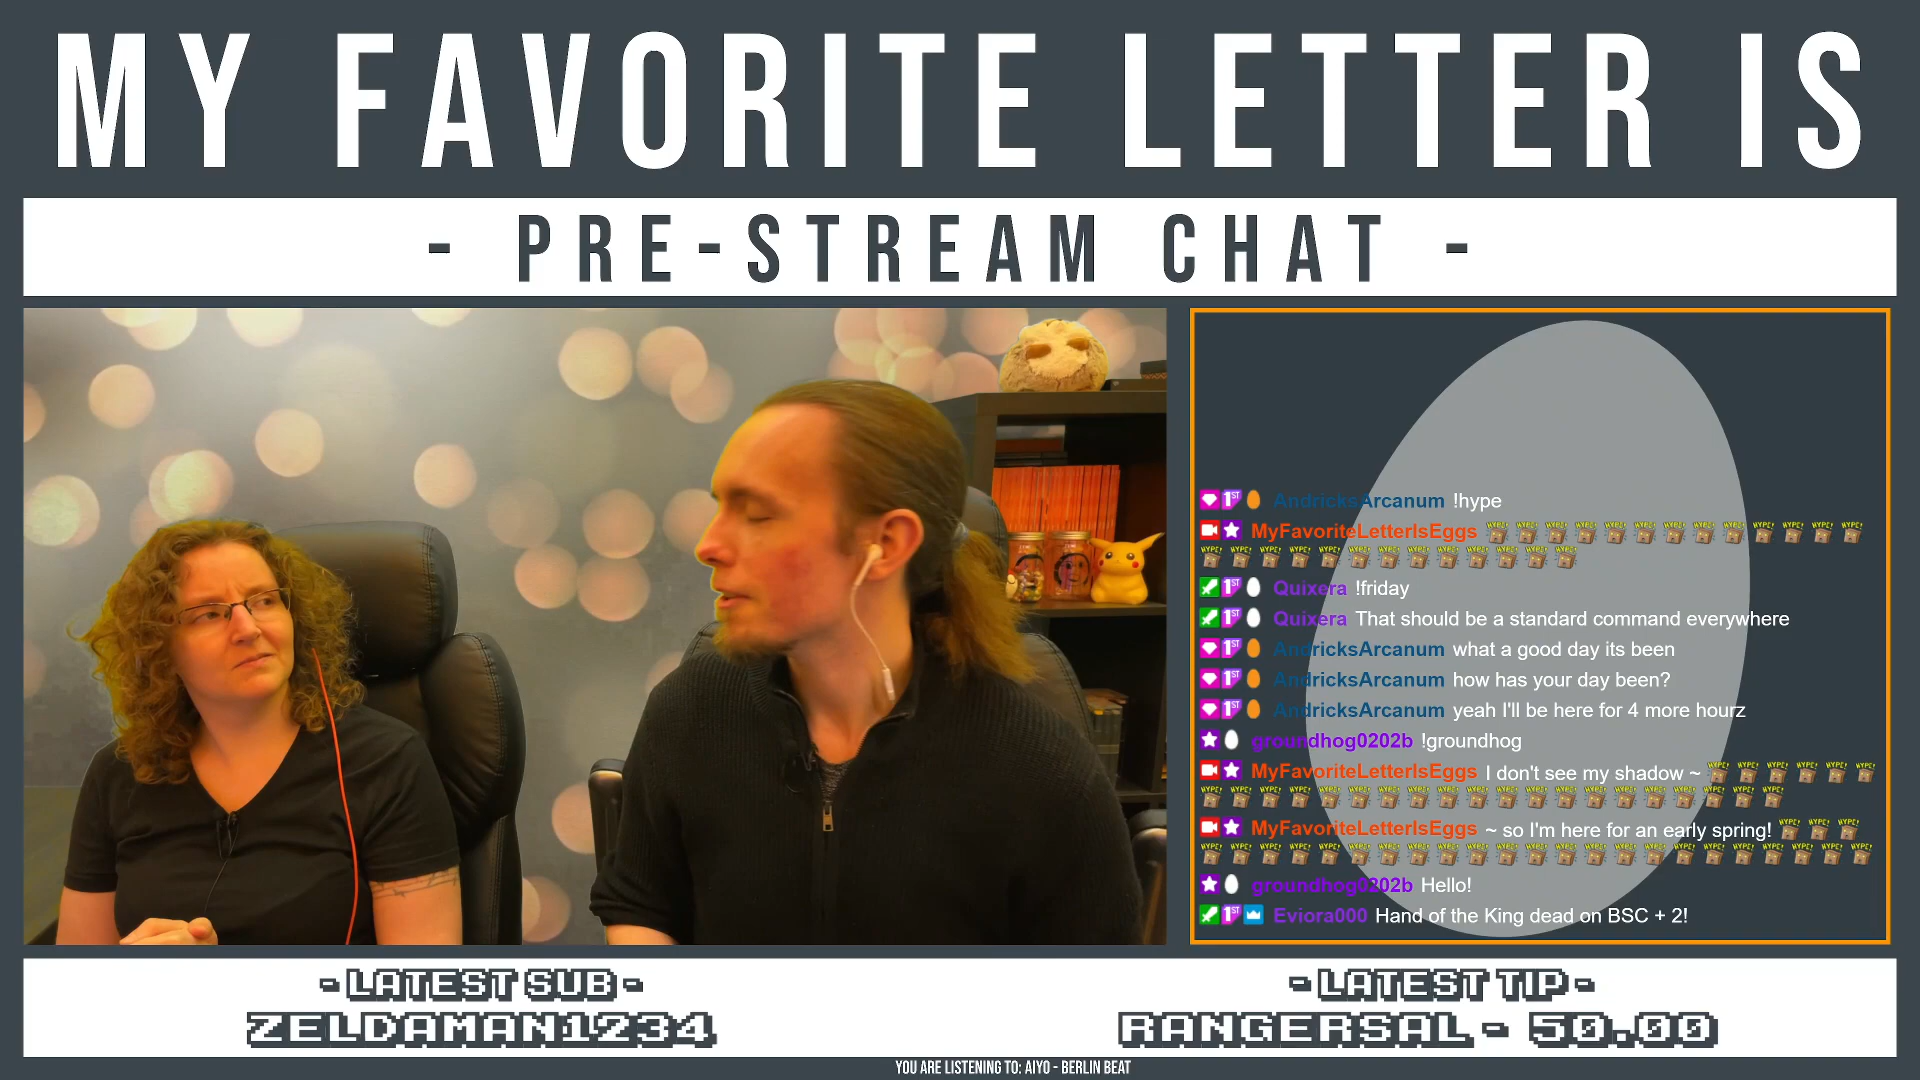 MY FAVORITE LETTER IS
- PRE-STREAM CHAT -
AndricksArcanum !hype
MyFavoriteLetterIsEggs
Quixera !friday
Quixera That should be a standard command everywhere
AndricksArcanum what a good day its been
AndricksArcanum how has your day been?
AndricksArcanum yeah I'll be here for 4 more hourz
groundhog0202b !groundhog
MyFavoriteLetterIsEggs I don't see my shadow ~
MyFavoriteLetterIsEggs ~ so I'm here for an early spring!
groundhog0202b Hello!
Eviora000 Hand of the King dead on BSC + 2!
- LATEST SUB -
ZELDAMAN1234
- LATEST TIP -
RANGERSAL - 50.00
YOU ARE LISTENING TO: AIYO - BERLIN BEAT